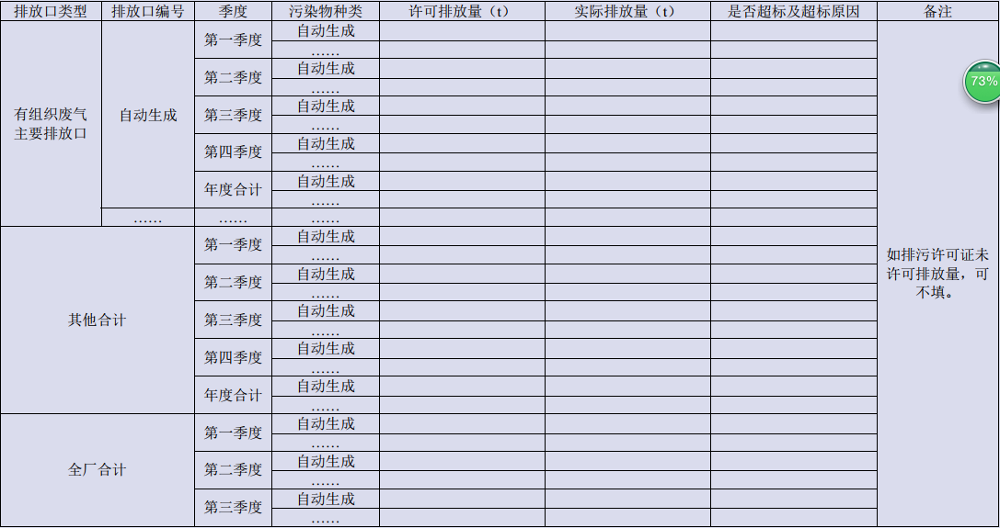 排放口类型 排放口编号 季度 污染物种类 许可排放量（t） 实际排放量（t） 是否超标及超标原因 备注
有组织废气
主要排放口
自动生成
第一季度
自动生成
……
第二季度
自动生成
……
第三季度
自动生成
……
第四季度
自动生成
……
年度合计
自动生成
……
…… …… ……
其他合计
第一季度
自动生成
……
第二季度
自动生成
……
第三季度
自动生成
……
第四季度
自动生成
……
年度合计
自动生成
……
全厂合计
第一季度
自动生成
……
第二季度
自动生成
……
第三季度
自动生成
……
如排污许可证未
许可排放量，可
不填。
73%